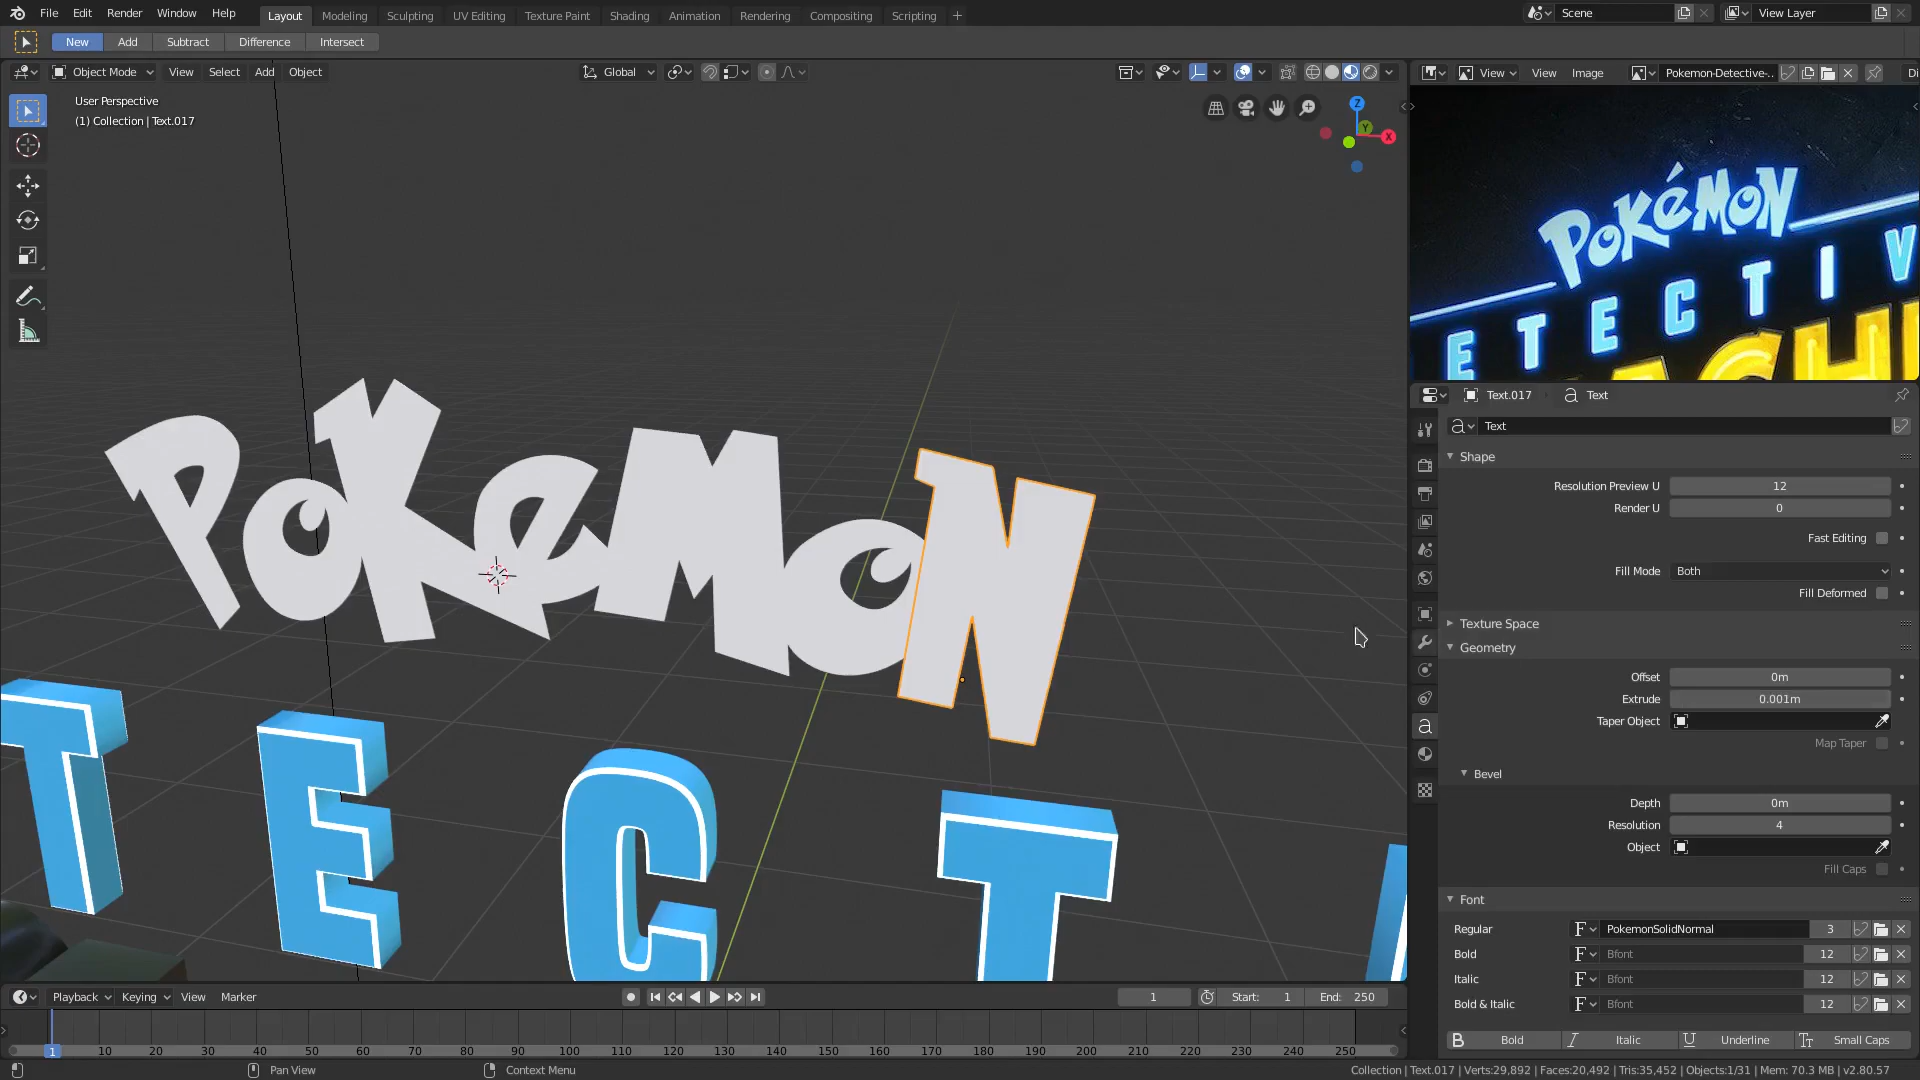 File Edit Render Window Help Layout Modeling Sculpting UV Editing Texture Paint Shading Animation Rendering Compositing Scripting + Scene View Layer
New Add Subtract Difference Intersect
Object Mode View Select Add Object Global View View Image Pokemon-Detective-.. Di
User Perspective
(1) Collection | Text.017
Z
Y
X
POKéMON
ETECTIV
ACHU
Text.017 Text
Text
Shape
Resolution Preview U 12
Render U 0
Fast Editing
Fill Mode Both
Fill Deformed
Texture Space
Geometry
Offset 0m
Extrude 0.001m
Taper Object
Map Taper
Bevel
Depth 0m
Resolution 4
Object
Fill Caps
Font
Regular PokemonSolidNormal 3
Bold Bfont 12
Italic Bfont 12
Bold & Italic Bfont 12
B Bold I Italic U Underline Tт Small Caps
POKeMON
T E C T
Playback Keying View Marker 1 Start: 1 End: 250
1 10 20 30 40 50 60 70 80 90 100 110 120 130 140 150 160 170 180 190 200 210 220 230 240 250
Pan View Context Menu Collection | Text.017 | Verts:29,892 | Faces:20,492 | Tris:35,452 | Objects:1/31 | Mem: 70.3 MB | v2.80.57